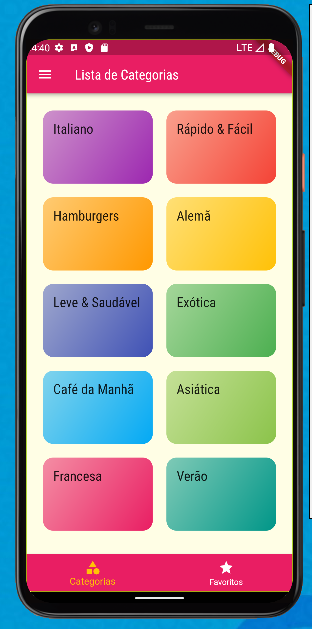 4:40
LTE
DEBUG
Lista de Categorias
Italiano
Rápido & Fácil
Hamburgers
Alemã
Leve & Saudável
Exótica
Café da Manhã
Asiática
Francesa
Verão
Categorias
Favoritos